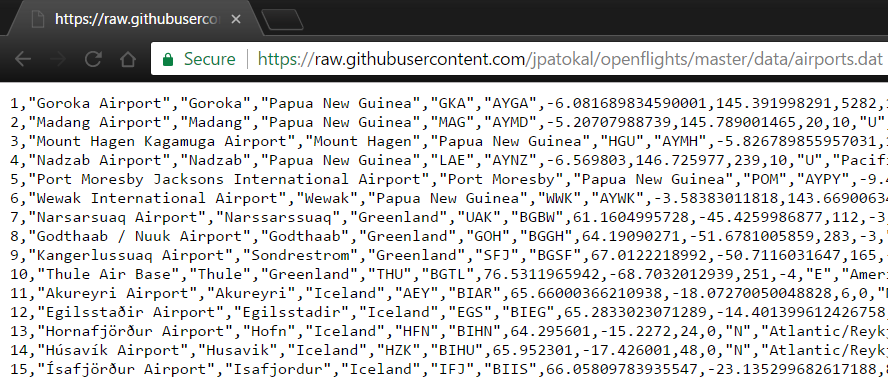 https://raw.githubuserco
Secure https://raw.githubusercontent.com/jpatokal/openflights/master/data/airports.dat
1,"Goroka Airport","Goroka","Papua New Guinea","GKA","AYGA",-6.081689834590001,145.391998291,5282,1
2,"Madang Airport","Madang","Papua New Guinea","MAG","AYMD",-5.20707988739,145.789001465,20,10,"U"
3,"Mount Hagen Kagamuga Airport","Mount Hagen","Papua New Guinea","HGU","AYMH",-5.826789855957031,1
4,"Nadzab Airport","Nadzab","Papua New Guinea","LAE","AYNZ",-6.569803,146.725977,239,10,"U","Pacif
5,"Port Moresby Jacksons International Airport","Port Moresby","Papua New Guinea","POM","AYPY",-9.4
6,"Wewak International Airport","Wewak","Papua New Guinea","WWK","AYWK",-3.58383011818,143.66900634
7,"Narsarsuaq Airport","Narssarssuaq","Greenland","UAK","BGBW",61.1604995728,-45.4259986877,112,-3,
8,"Godthaab / Nuuk Airport","Godthaab","Greenland","GOH","BGGH",64.19090271,-51.6781005859,283,-3,"
9,"Kangerlussuaq Airport","Sondrestrom","Greenland","SFJ","BGSF",67.0122218992,-50.7116031647,165,-
10,"Thule Air Base","Thule","Greenland","THU","BGTL",76.5311965942,-68.7032012939,251,-4,"E","Ameri
11,"Akureyri Airport","Akureyri","Iceland","AEY","BIAR",65.66000366210938,-18.07270050048828,6,0,"N
12,"Egilsstaðir Airport","Egilsstadir","Iceland","EGS","BIEG",65.2833023071289,-14.401399612426758,
13,"Hornafjörður Airport","Hofn","Iceland","HFN","BIHN",64.295601,-15.2272,24,0,"N","Atlantic/Reykj
14,"Húsavík Airport","Husavik","Iceland","HZK","BIHU",65.952301,-17.426001,48,0,"N","Atlantic/Reykj
15,"Ísafjörður Airport","Isafjordur","Iceland","IFJ","BIIS",66.05809783935547,-23.135299682617188,8